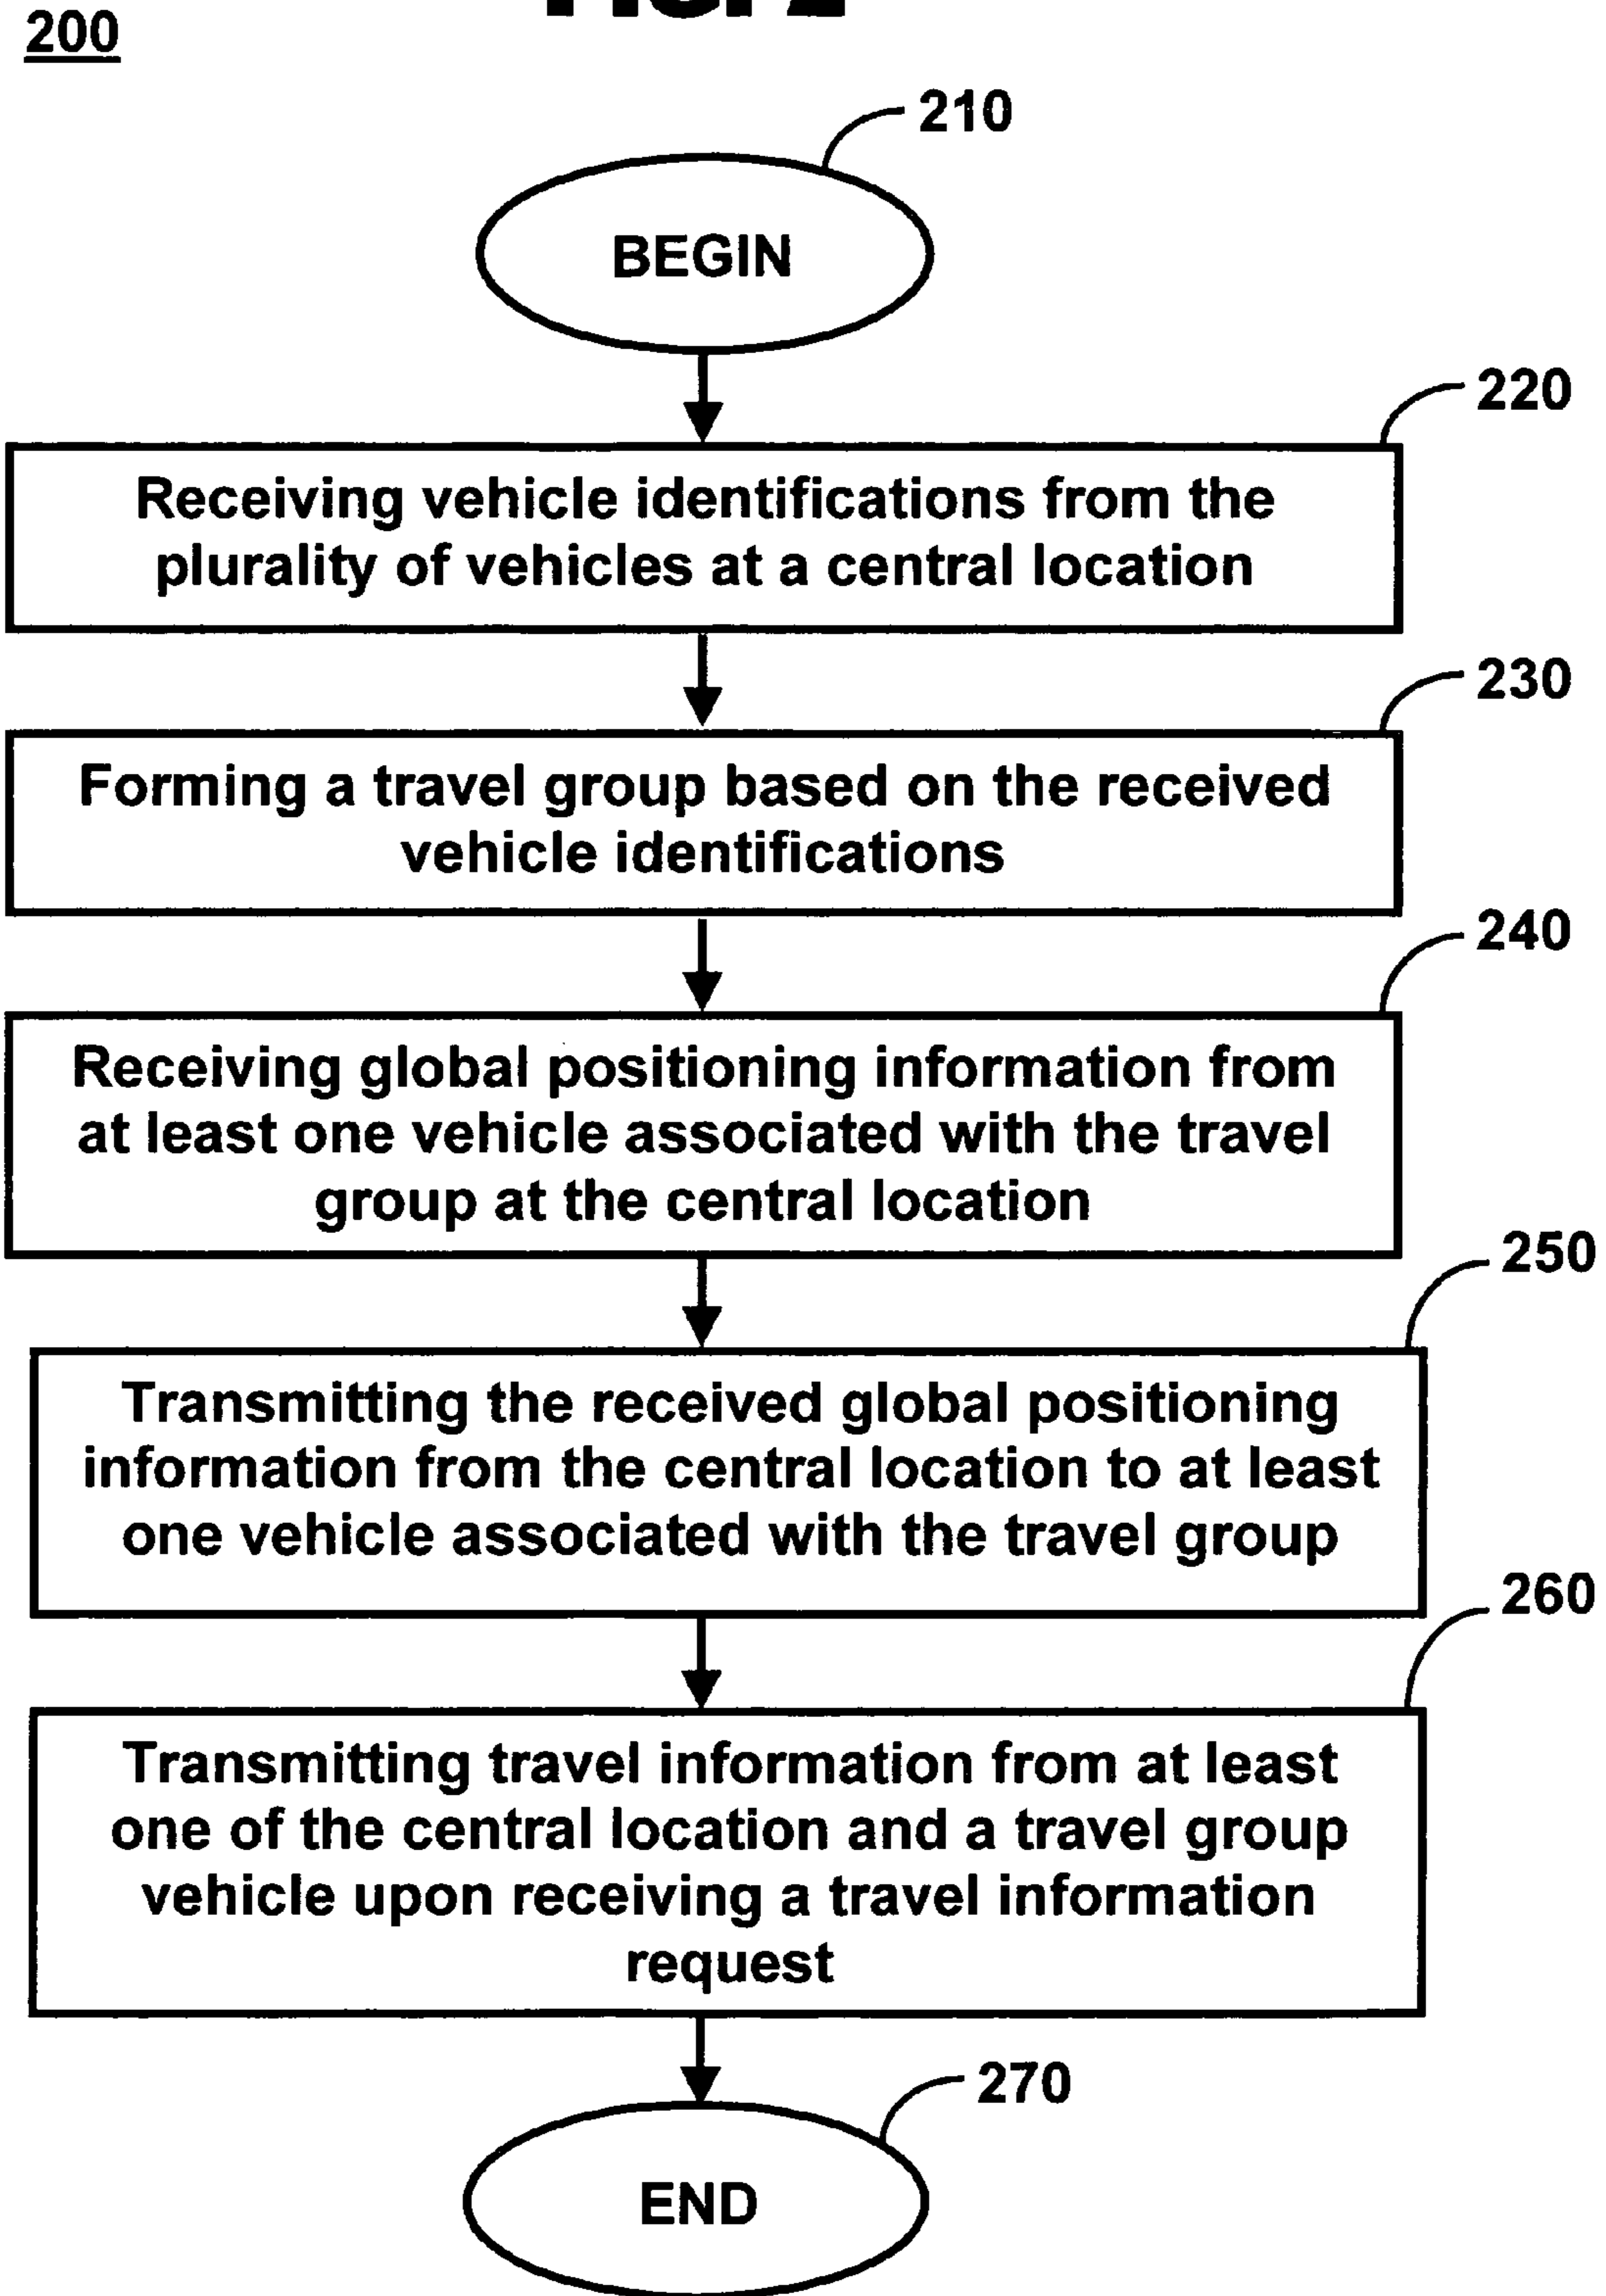 200
210
BEGIN
220
Receiving vehicle identifications from the
plurality of vehicles at a central location
230
Forming a travel group based on the received
vehicle identifications
240
Receiving global positioning information from
at least one vehicle associated with the travel
group at the central location
250
Transmitting the received global positioning
information from the central location to at least
one vehicle associated with the travel group
260
Transmitting travel information from at least
one of the central location and a travel group
vehicle upon receiving a travel information
request
270
END